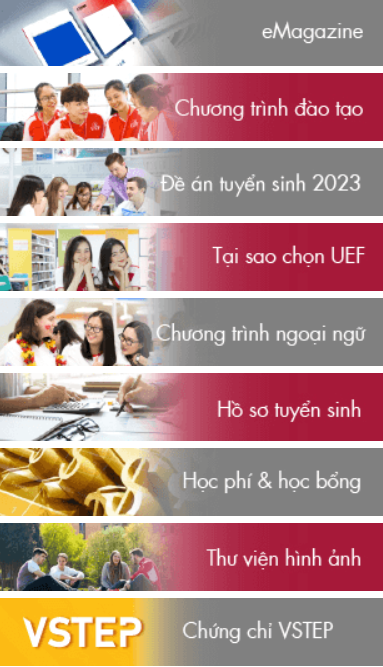 eMagazine
Chương trình đào tạo
Đề án tuyển sinh 2023
Tại sao chọn UEF
Chương trình ngoại ngữ
Hồ sơ tuyển sinh
Học phí & học bổng
Thư viện hình ảnh
VSTEP Chứng chỉ VSTEP